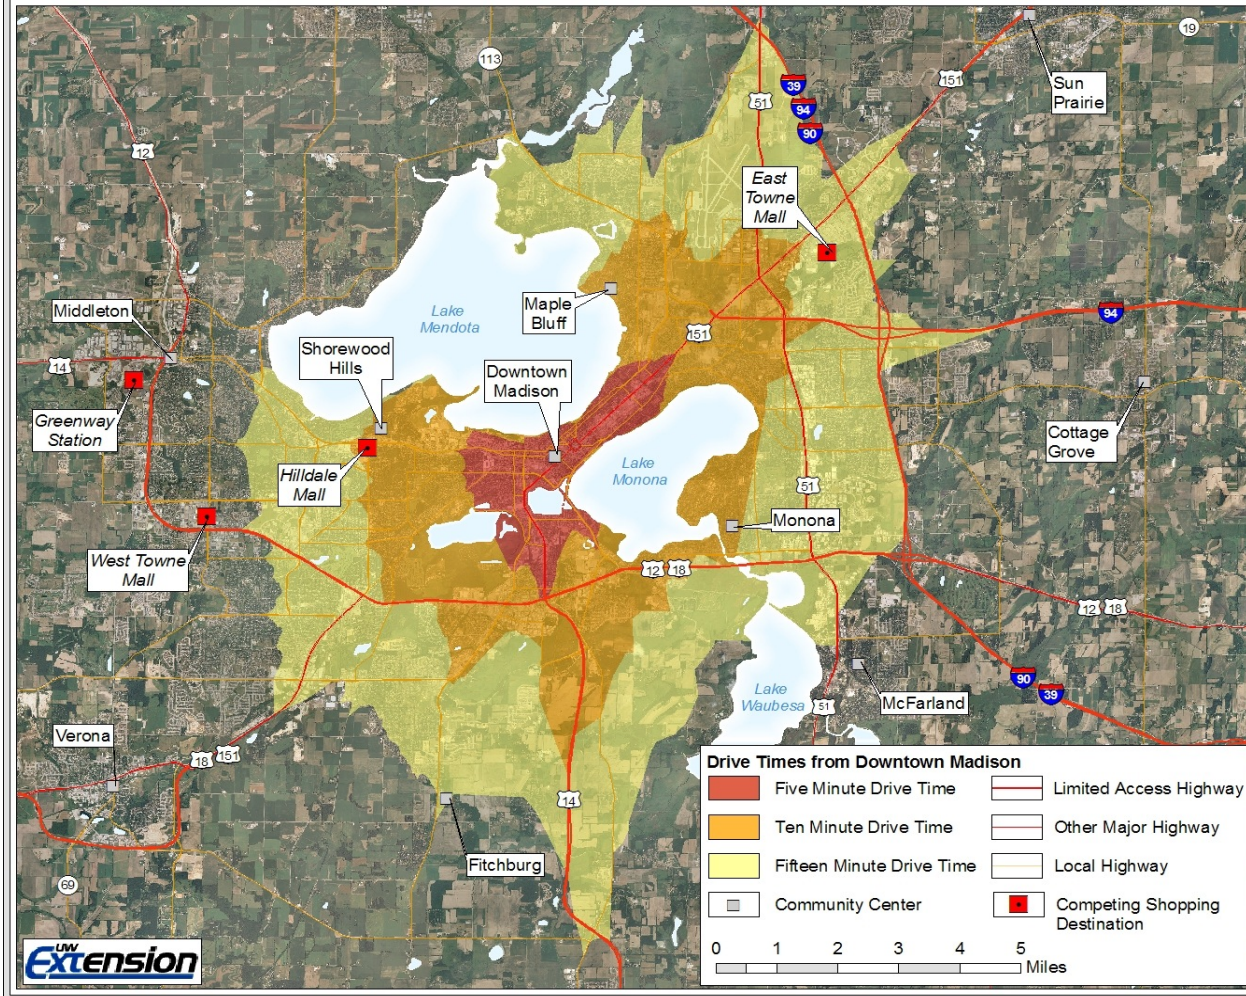 113
19
Sun
Prairie
151
39
51
94
90
12
East
Towne
Mall
Middleton
Lake
Mendota
Maple
Bluff
94
151
14
Shorewood
Hills
Downtown
Madison
Greenway
Station
Cottage
Grove
Hilldale
Mall
Lake
Monona
51
Monona
West Towne
Mall
12 18
12 18
90
39
McFarland
Lake
Waubesa
51
Verona
18 151
14
Fitchburg
69
Drive Times from Downtown Madison
Five Minute Drive Time
Limited Access Highway
Ten Minute Drive Time
Other Major Highway
Fifteen Minute Drive Time
Local Highway
Community Center
Competing Shopping
Destination
0 1 2 3 4 5
Miles
UW
Extension